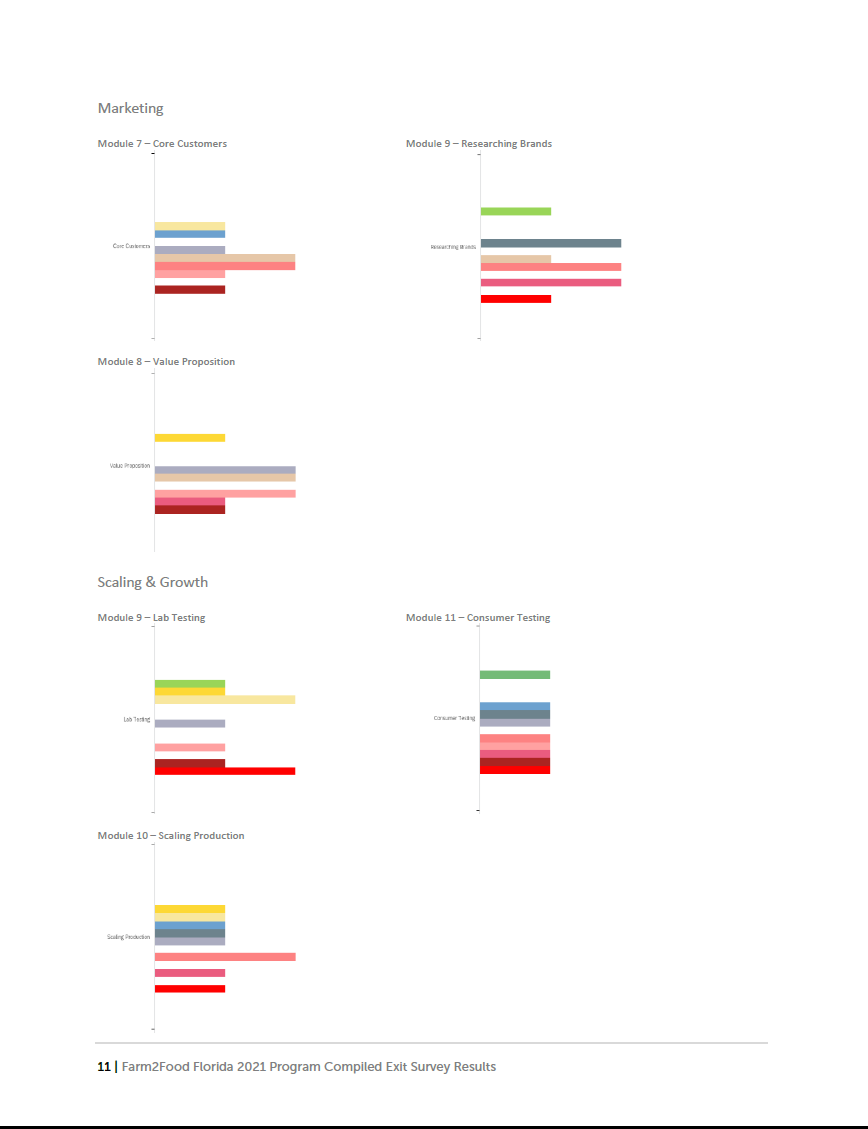 Marketing
Module 7 – Core Customers
Module 9 – Researching Brands
Core Customers
Researching Brands
Module 8 – Value Proposition
Value Proposition
Scaling & Growth
Module 9 – Lab Testing
Module 11 – Consumer Testing
Lab Testing
Consumer Testing
Module 10 – Scaling Production
Scaling Production
11 | Farm2Food Florida 2021 Program Compiled Exit Survey Results